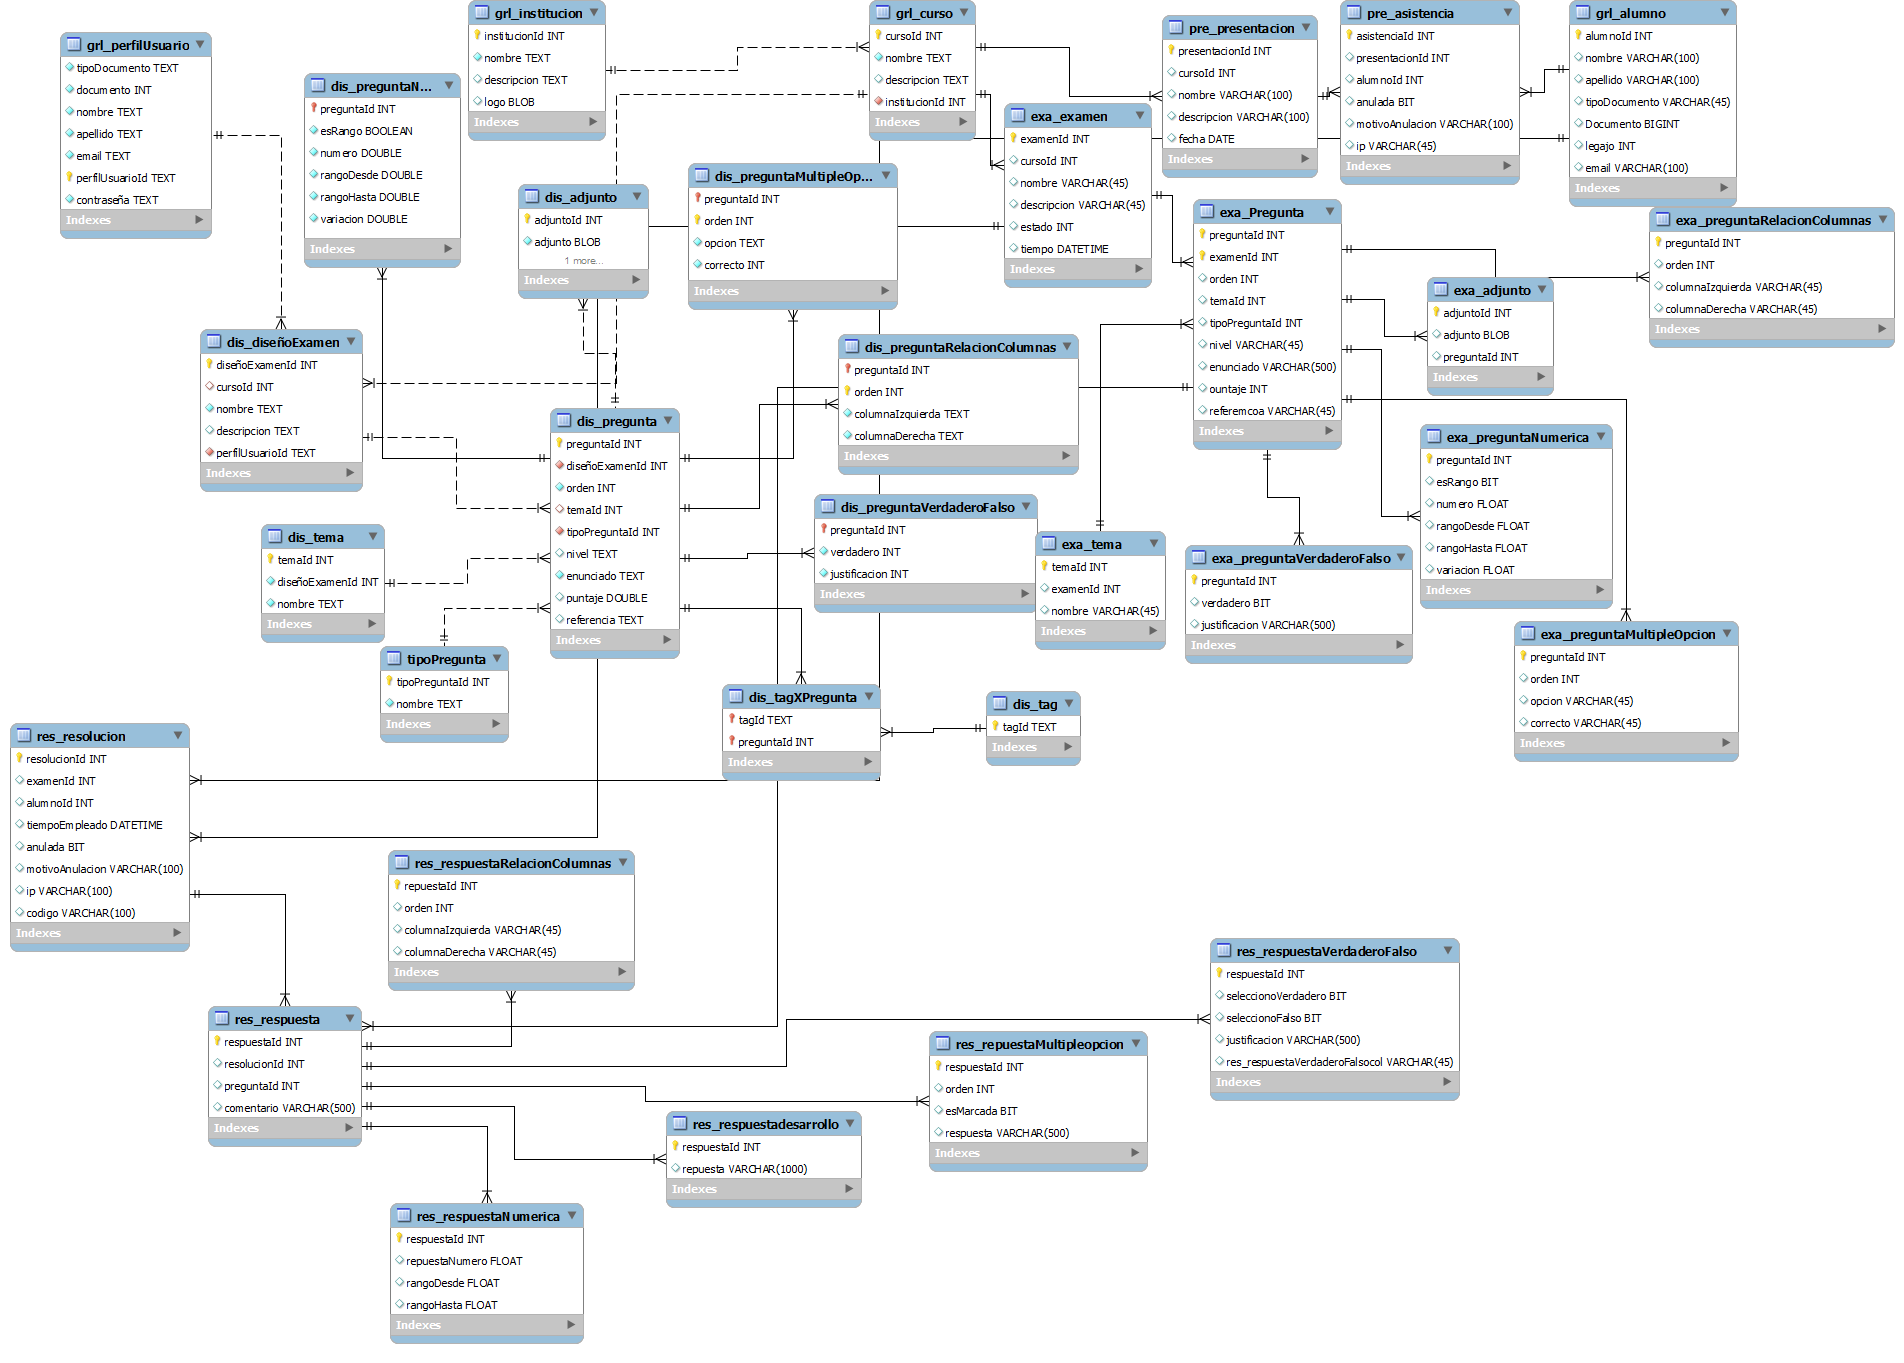 grl_perfilUsuario
tipoDocumento TEXT
documento INT
nombre TEXT
apellido TEXT
email TEXT
perfilUsuarioId TEXT
contraseña TEXT
Indexes
dis_preguntaN...
preguntaId INT
esRango BOOLEAN
numero DOUBLE
rangoDesde DOUBLE
rangoHasta DOUBLE
variacion DOUBLE
Indexes
grl_institucion
institucionId INT
nombre TEXT
descripcion TEXT
logo BLOB
Indexes
grl_curso
cursoId INT
nombre TEXT
descripcion TEXT
institucionId INT
Indexes
pre_presentacion
presentacionId INT
cursoId INT
nombre VARCHAR(100)
descripcion VARCHAR(100)
fecha DATE
Indexes
pre_asistencia
asistenciaId INT
presentacionId INT
alumnoId INT
anulada BIT
motivoAnulacion VARCHAR(100)
ip VARCHAR(45)
Indexes
grl_alumno
alumnoId INT
nombre VARCHAR(100)
apellido VARCHAR(100)
tipoDocumento VARCHAR(45)
Documento BIGINT
legajo INT
email VARCHAR(100)
Indexes
dis_adjunto
adjuntoId INT
adjunto BLOB
1 more...
Indexes
dis_preguntaMultipleOp...
preguntaId INT
orden INT
opcion TEXT
correcto INT
Indexes
exa_examen
examenId INT
cursoId INT
nombre VARCHAR(45)
descripcion VARCHAR(45)
estado INT
tiempo DATETIME
Indexes
exa_Pregunta
preguntaId INT
examenId INT
orden INT
temaId INT
tipoPreguntaId INT
nivel VARCHAR(45)
enunciado VARCHAR(500)
ountaje INT
referemcoa VARCHAR(45)
Indexes
exa_preguntaRelacionColumnas
preguntaId INT
orden INT
columnaIzquierda VARCHAR(45)
columnaDerecha VARCHAR(45)
Indexes
exa_adjunto
adjuntoId INT
adjunto BLOB
preguntaId INT
Indexes
dis_diseñoExamen
diseñoExamenId INT
cursoId INT
nombre TEXT
descripcion TEXT
perfilUsuarioId TEXT
Indexes
dis_preguntaRelacionColumnas
preguntaId INT
orden INT
columnaIzquierda TEXT
columnaDerecha TEXT
Indexes
dis_pregunta
preguntaId INT
diseñoExamenId INT
orden INT
temaId INT
tipoPreguntaId INT
nivel TEXT
enunciado TEXT
puntaje DOUBLE
referencia TEXT
Indexes
exa_preguntaNumerica
preguntaId INT
esRango BIT
numero FLOAT
rangoDesde FLOAT
rangoHasta FLOAT
variacion FLOAT
Indexes
dis_preguntaVerdaderoFalso
preguntaId INT
verdadero INT
justificacion INT
Indexes
dis_tema
temaId INT
diseñoExamenId INT
nombre TEXT
Indexes
exa_tema
temaId INT
examenId INT
nombre VARCHAR(45)
Indexes
exa_preguntaVerdaderoFalso
preguntaId INT
verdadero BIT
justificacion VARCHAR(500)
Indexes
exa_preguntaMultipleOpcion
preguntaId INT
orden INT
opcion VARCHAR(45)
correcto VARCHAR(45)
Indexes
tipoPregunta
tipoPreguntaId INT
nombre TEXT
Indexes
dis_tagXPregunta
tagId TEXT
preguntaId INT
Indexes
dis_tag
tagId TEXT
Indexes
res_resolucion
resolucionId INT
examenId INT
alumnoId INT
tiempoEmpleado DATETIME
anulada BIT
motivoAnulacion VARCHAR(100)
ip VARCHAR(100)
codigo VARCHAR(100)
Indexes
res_respuestaRelacionColumnas
repuestaId INT
orden INT
columnaIzquierda VARCHAR(45)
columnaDerecha VARCHAR(45)
Indexes
res_respuestaVerdaderoFalso
respuestaId INT
seleccionoVerdadero BIT
seleccionoFalso BIT
justificacion VARCHAR(500)
res_respuestaVerdaderoFalsocol VARCHAR(45)
Indexes
res_respuesta
respuestaId INT
resolucionId INT
preguntaId INT
comentario VARCHAR(500)
Indexes
res_repuestaMultipleopcion
respuestaId INT
orden INT
esMarcada BIT
respuesta VARCHAR(500)
Indexes
res_respuestadesarrollo
respuestaId INT
repuesta VARCHAR(1000)
Indexes
res_respuestaNumerica
respuestaId INT
repuestaNumero FLOAT
rangoDesde FLOAT
rangoHasta FLOAT
Indexes